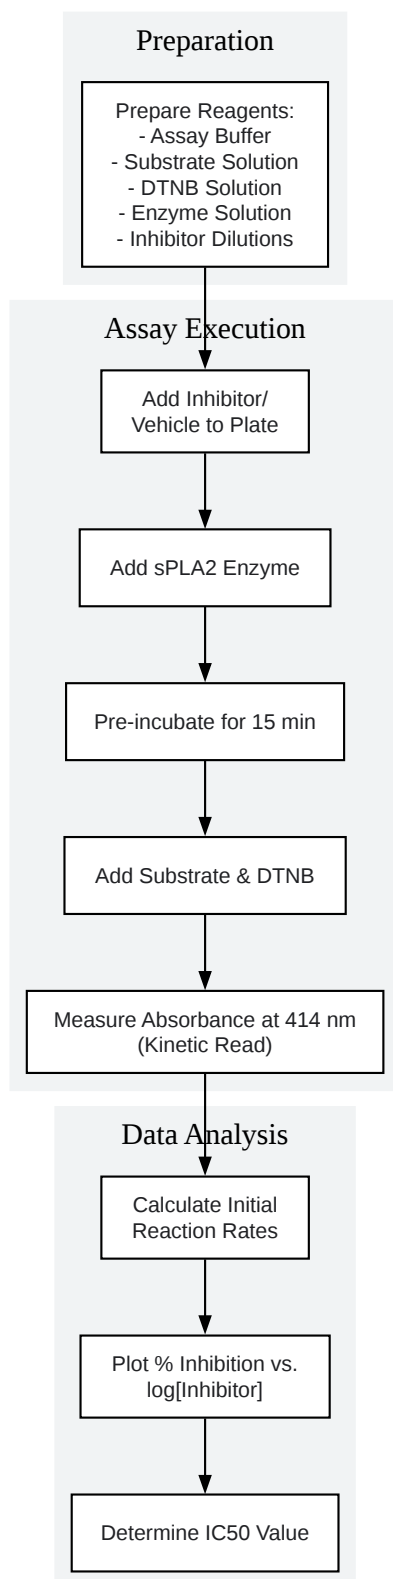 Preparation
Prepare Reagents:
- Assay Buffer
- Substrate Solution
- DTNB Solution
- Enzyme Solution
- Inhibitor Dilutions
Assay Execution
Add Inhibitor/
Vehicle to Plate
Add sPLA2 Enzyme
Pre-incubate for 15 min
Add Substrate & DTNB
Measure Absorbance at 414 nm
(Kinetic Read)
Data Analysis
Calculate Initial
Reaction Rates
Plot % Inhibition vs.
log[Inhibitor]
Determine IC50 Value